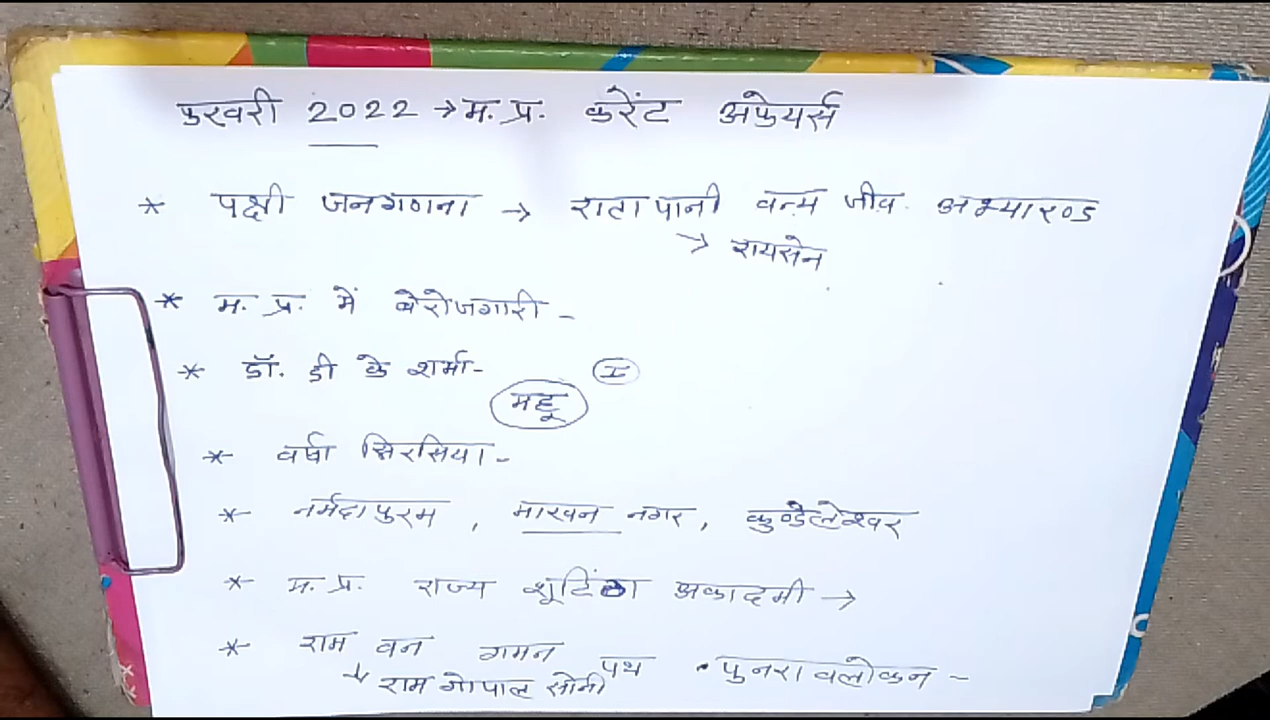 फरवरी 2022 → म. प्र. करेंट अफेयर्स
* पक्षी जनगणना → रातापानी वन्य जीव अभ्यारण्ड
→ रायसेन
* म. प्र. में बेरोजगारी -
* डॉ. डी के शर्मा- I
महू
* वर्षा सिरसिया -
* नर्मदापुरम , माखन नगर, कुण्डेलेश्वर
* म. प्र. राज्य शूटिंग अकादमी →
* राम वन गमन पथ • पुनरावलोकन -
↓ राम गोपाल सोनी